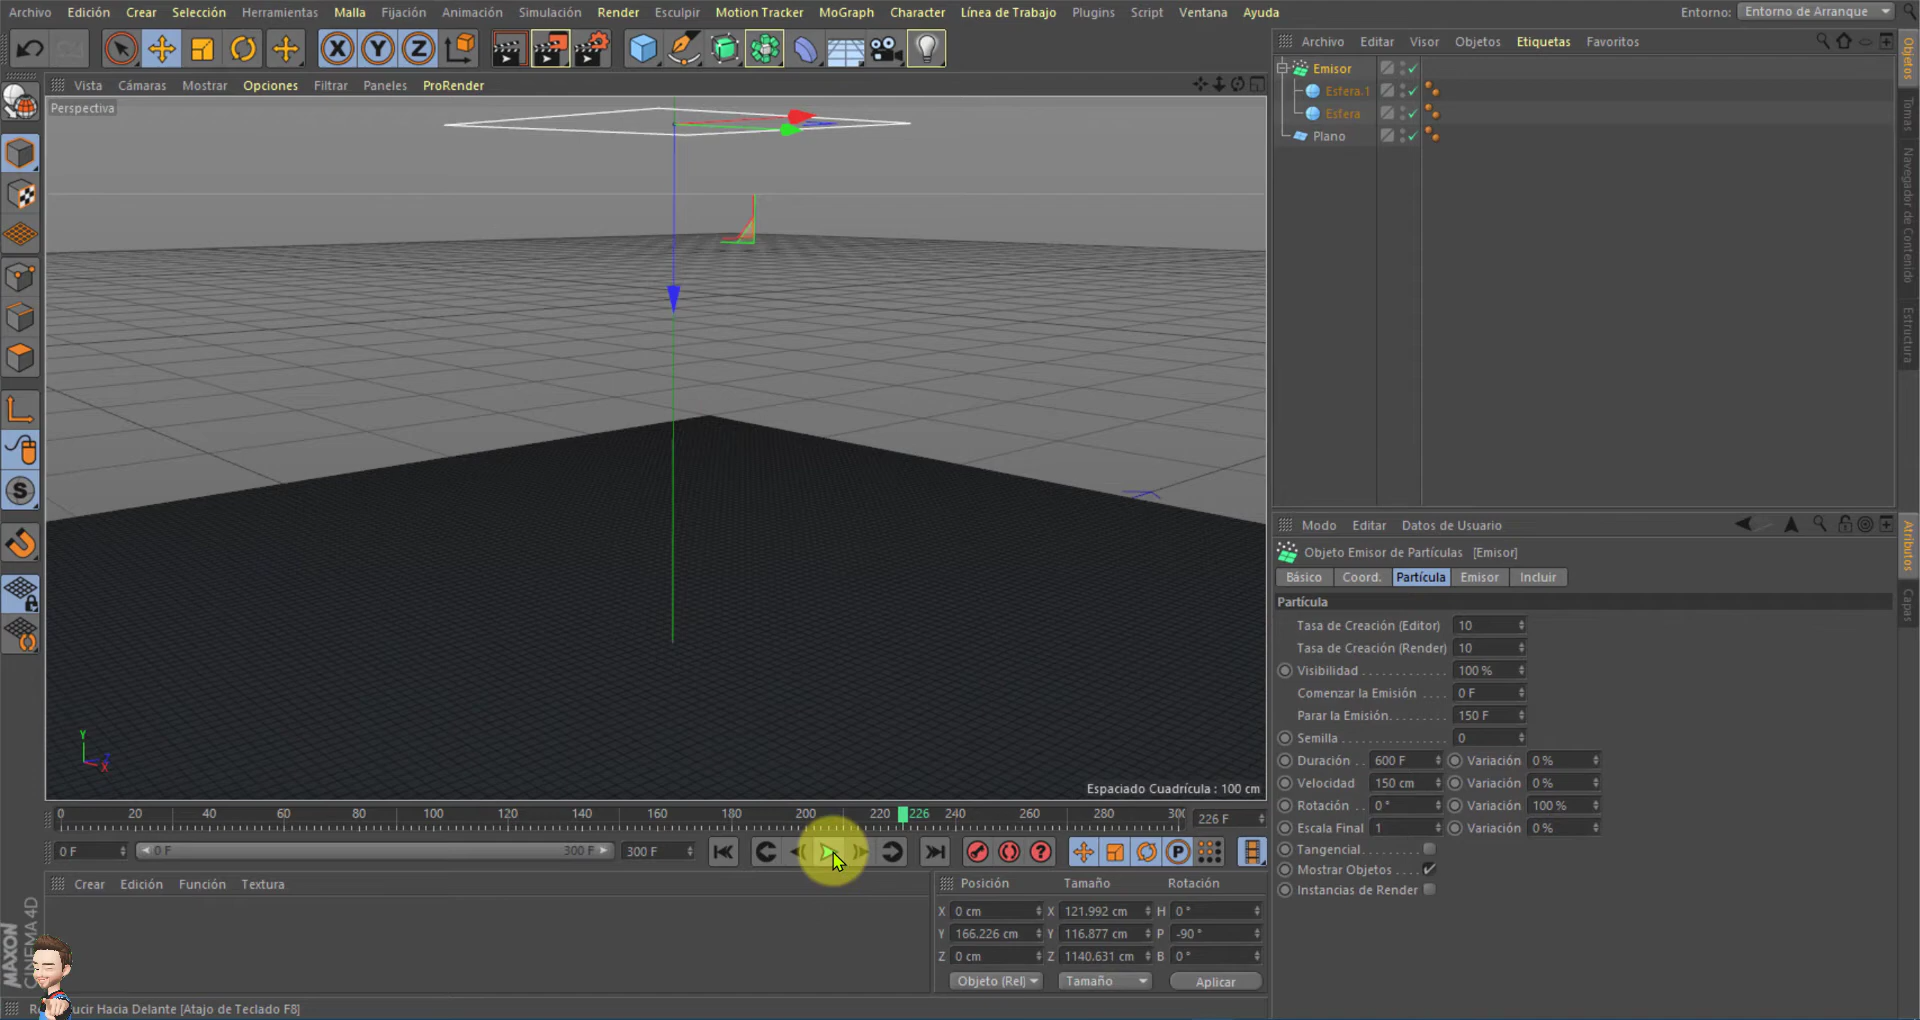 Archivo Edición Crear Selección Herramientas Malla Fijación Animación Simulación Render Esculpir Motion Tracker MoGraph Character Línea de Trabajo Plugins Script Ventana Ayuda Entorno: Entorno de Arranque
X Y Z
Archivo Editar Visor Objetos Etiquetas Favoritos
Vista Cámaras Mostrar Opciones Filtrar Paneles ProRender
Perspectiva
Emisor
Esfera.1
Esfera
Plano
Objetos
Tomas
Navegador de Contenido
Estructura
S
Modo Editar Datos de Usuario
Objeto Emisor de Partículas [Emisor]
Básico Coord. Partícula Emisor Incluir
Partícula
Tasa de Creación (Editor) 10
Tasa de Creación (Render) 10
Visibilidad 100 %
Comenzar la Emisión 0 F
Parar la Emisión 150 F
Semilla 0
Duración 600 F Variación 0 %
Velocidad 150 cm Variación 0 %
Rotación 0 ° Variación 100 %
Escala Final 1 Variación 0 %
Tangencial
Mostrar Objetos
Instancias de Render
Atributos
Capas
Y
Z
X
Espaciado Cuadrícula : 100 cm
0 20 40 60 80 100 120 140 160 180 200 220 226 240 260 280 30 226 F
0 F 0 F 300 F 300 F P
Crear Edición Función Textura
Posición Tamaño Rotación
X 0 cm X 121.992 cm H 0 °
Y 166.226 cm Y 116.877 cm P -90 °
Z 0 cm Z 1140.631 cm B 0 °
Objeto (Rel) Tamaño Aplicar
MAXON
CINEMA 4D
ucir Hacia Delante [Atajo de Teclado F8]